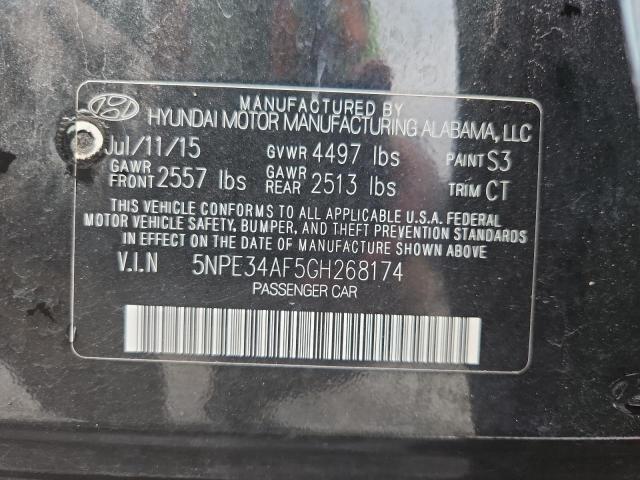 MANUFACTURED BY
HYUNDAI MOTOR MANUFACTURING ALABAMA, LLC
Jul/11/15 GVWR 4497 lbs PAINT S3
GAWR FRONT 2557 lbs GAWR REAR 2513 lbs TRIM CT
THIS VEHICLE CONFORMS TO ALL APPLICABLE U.S.A. FEDERAL
MOTOR VEHICLE SAFETY, BUMPER, AND THEFT PREVENTION STANDARDS
IN EFFECT ON THE DATE OF MANUFACTURE SHOWN ABOVE
V.I.N 5NPE34AF5GH268174
PASSENGER CAR